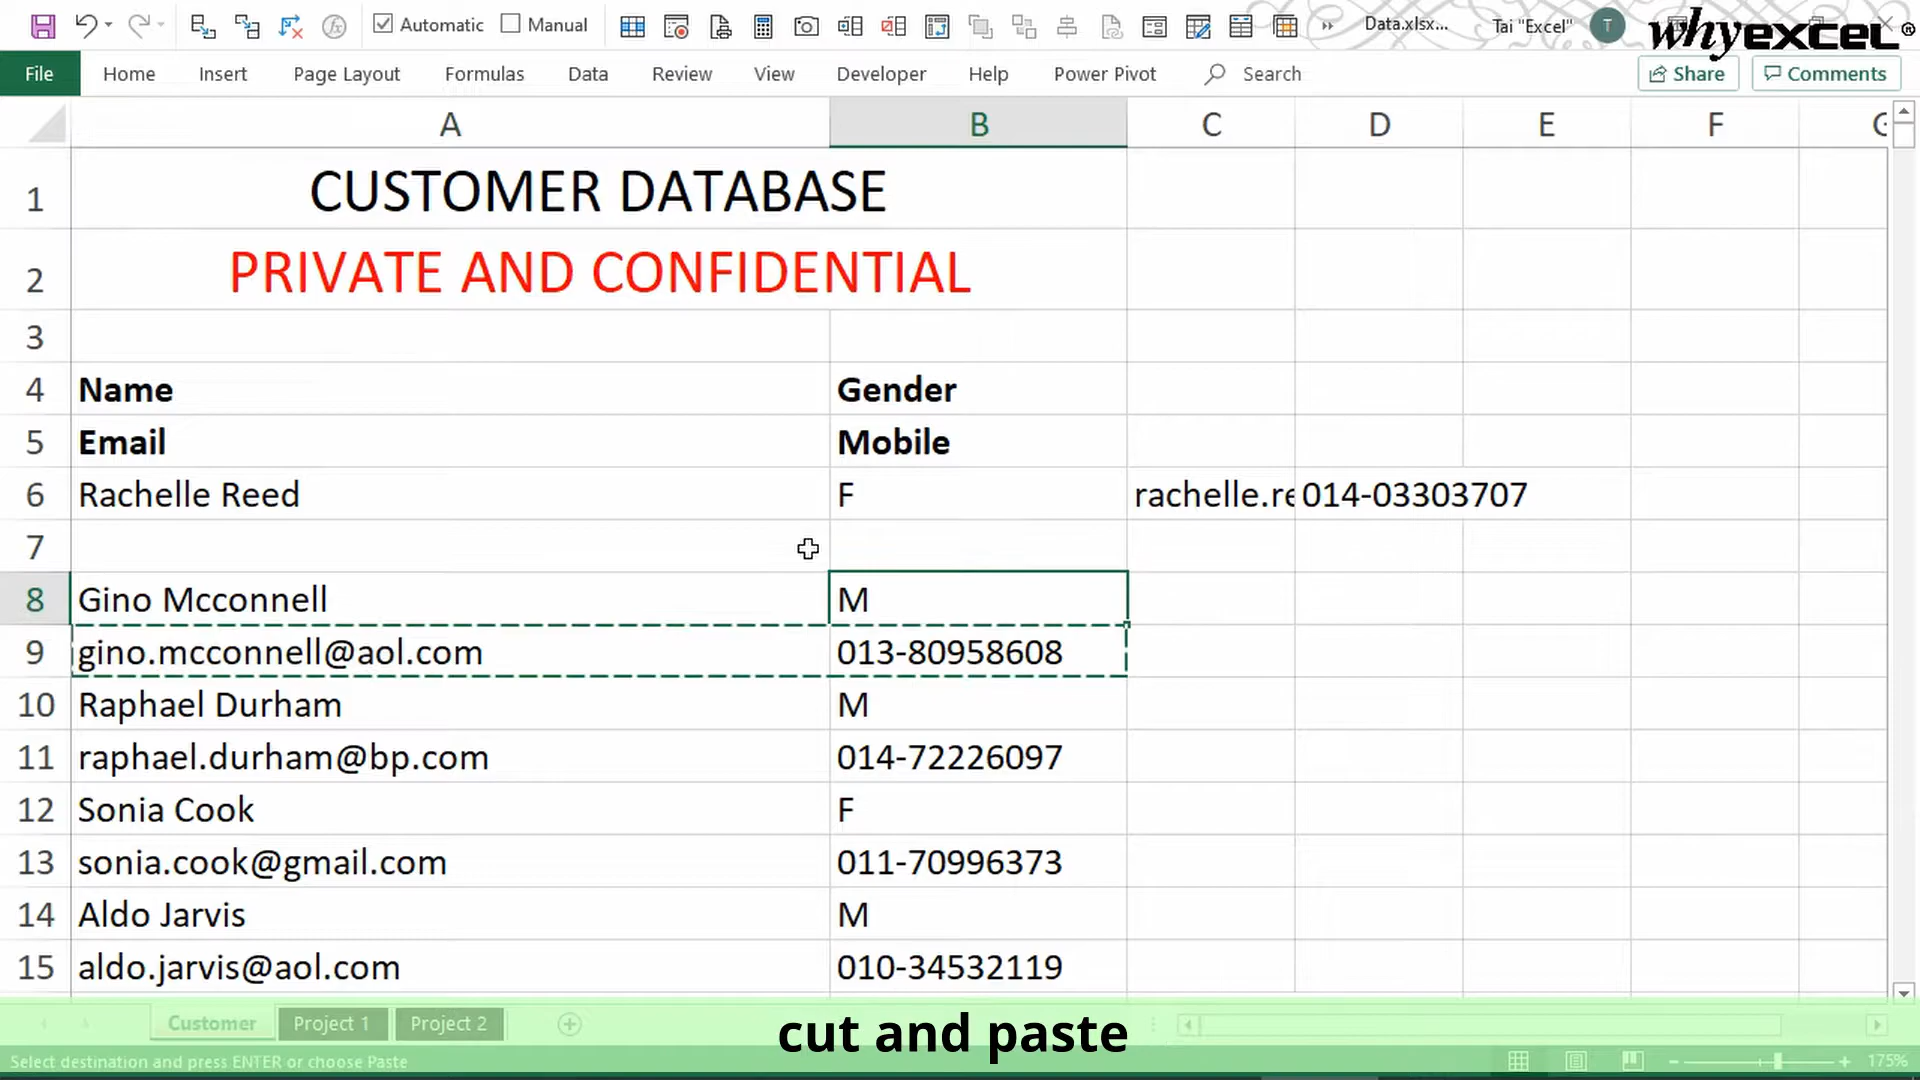 Automatic Manual Data.xlsx... Tai "Excel" T whyexcel®
File Home Insert Page Layout Formulas Data Review View Developer Help Power Pivot Search Share Comments
A B C D E F
1 CUSTOMER DATABASE
2 PRIVATE AND CONFIDENTIAL
3
4 Name Gender
5 Email Mobile
6 Rachelle Reed F rachelle.re 014-03303707
7
8 Gino Mcconnell M
9 gino.mcconnell@aol.com 013-80958608
10 Raphael Durham M
11 raphael.durham@bp.com 014-72226097
12 Sonia Cook F
13 sonia.cook@gmail.com 011-70996373
14 Aldo Jarvis M
15 aldo.jarvis@aol.com 010-34532119
Customer Project 1 Project 2
cut and paste
Select destination and press ENTER or choose Paste 175%